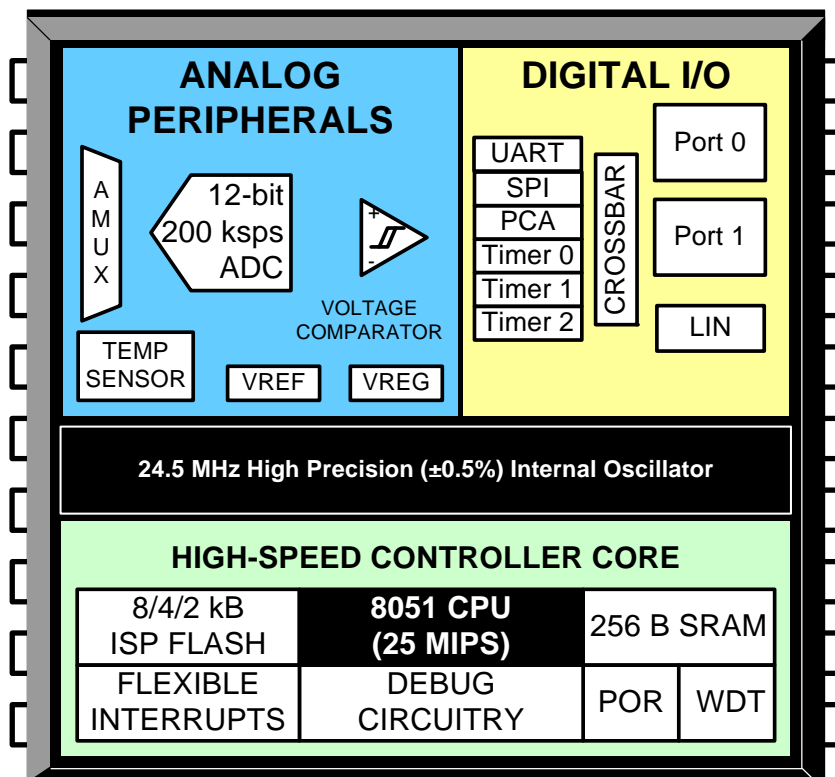 ANALOG
PERIPHERALS
A
M
U
X
12-bit
200 ksps
ADC
+
-
VOLTAGE
COMPARATOR
TEMP
SENSOR
VREF
VREG
DIGITAL I/O
UART
SPI
PCA
Timer 0
Timer 1
Timer 2
CROSSBAR
Port 0
Port 1
LIN
24.5 MHz High Precision (±0.5%) Internal Oscillator
HIGH-SPEED CONTROLLER CORE
8/4/2 kB
ISP FLASH
8051 CPU
(25 MIPS)
256 B SRAM
FLEXIBLE
INTERRUPTS
DEBUG
CIRCUITRY
POR
WDT